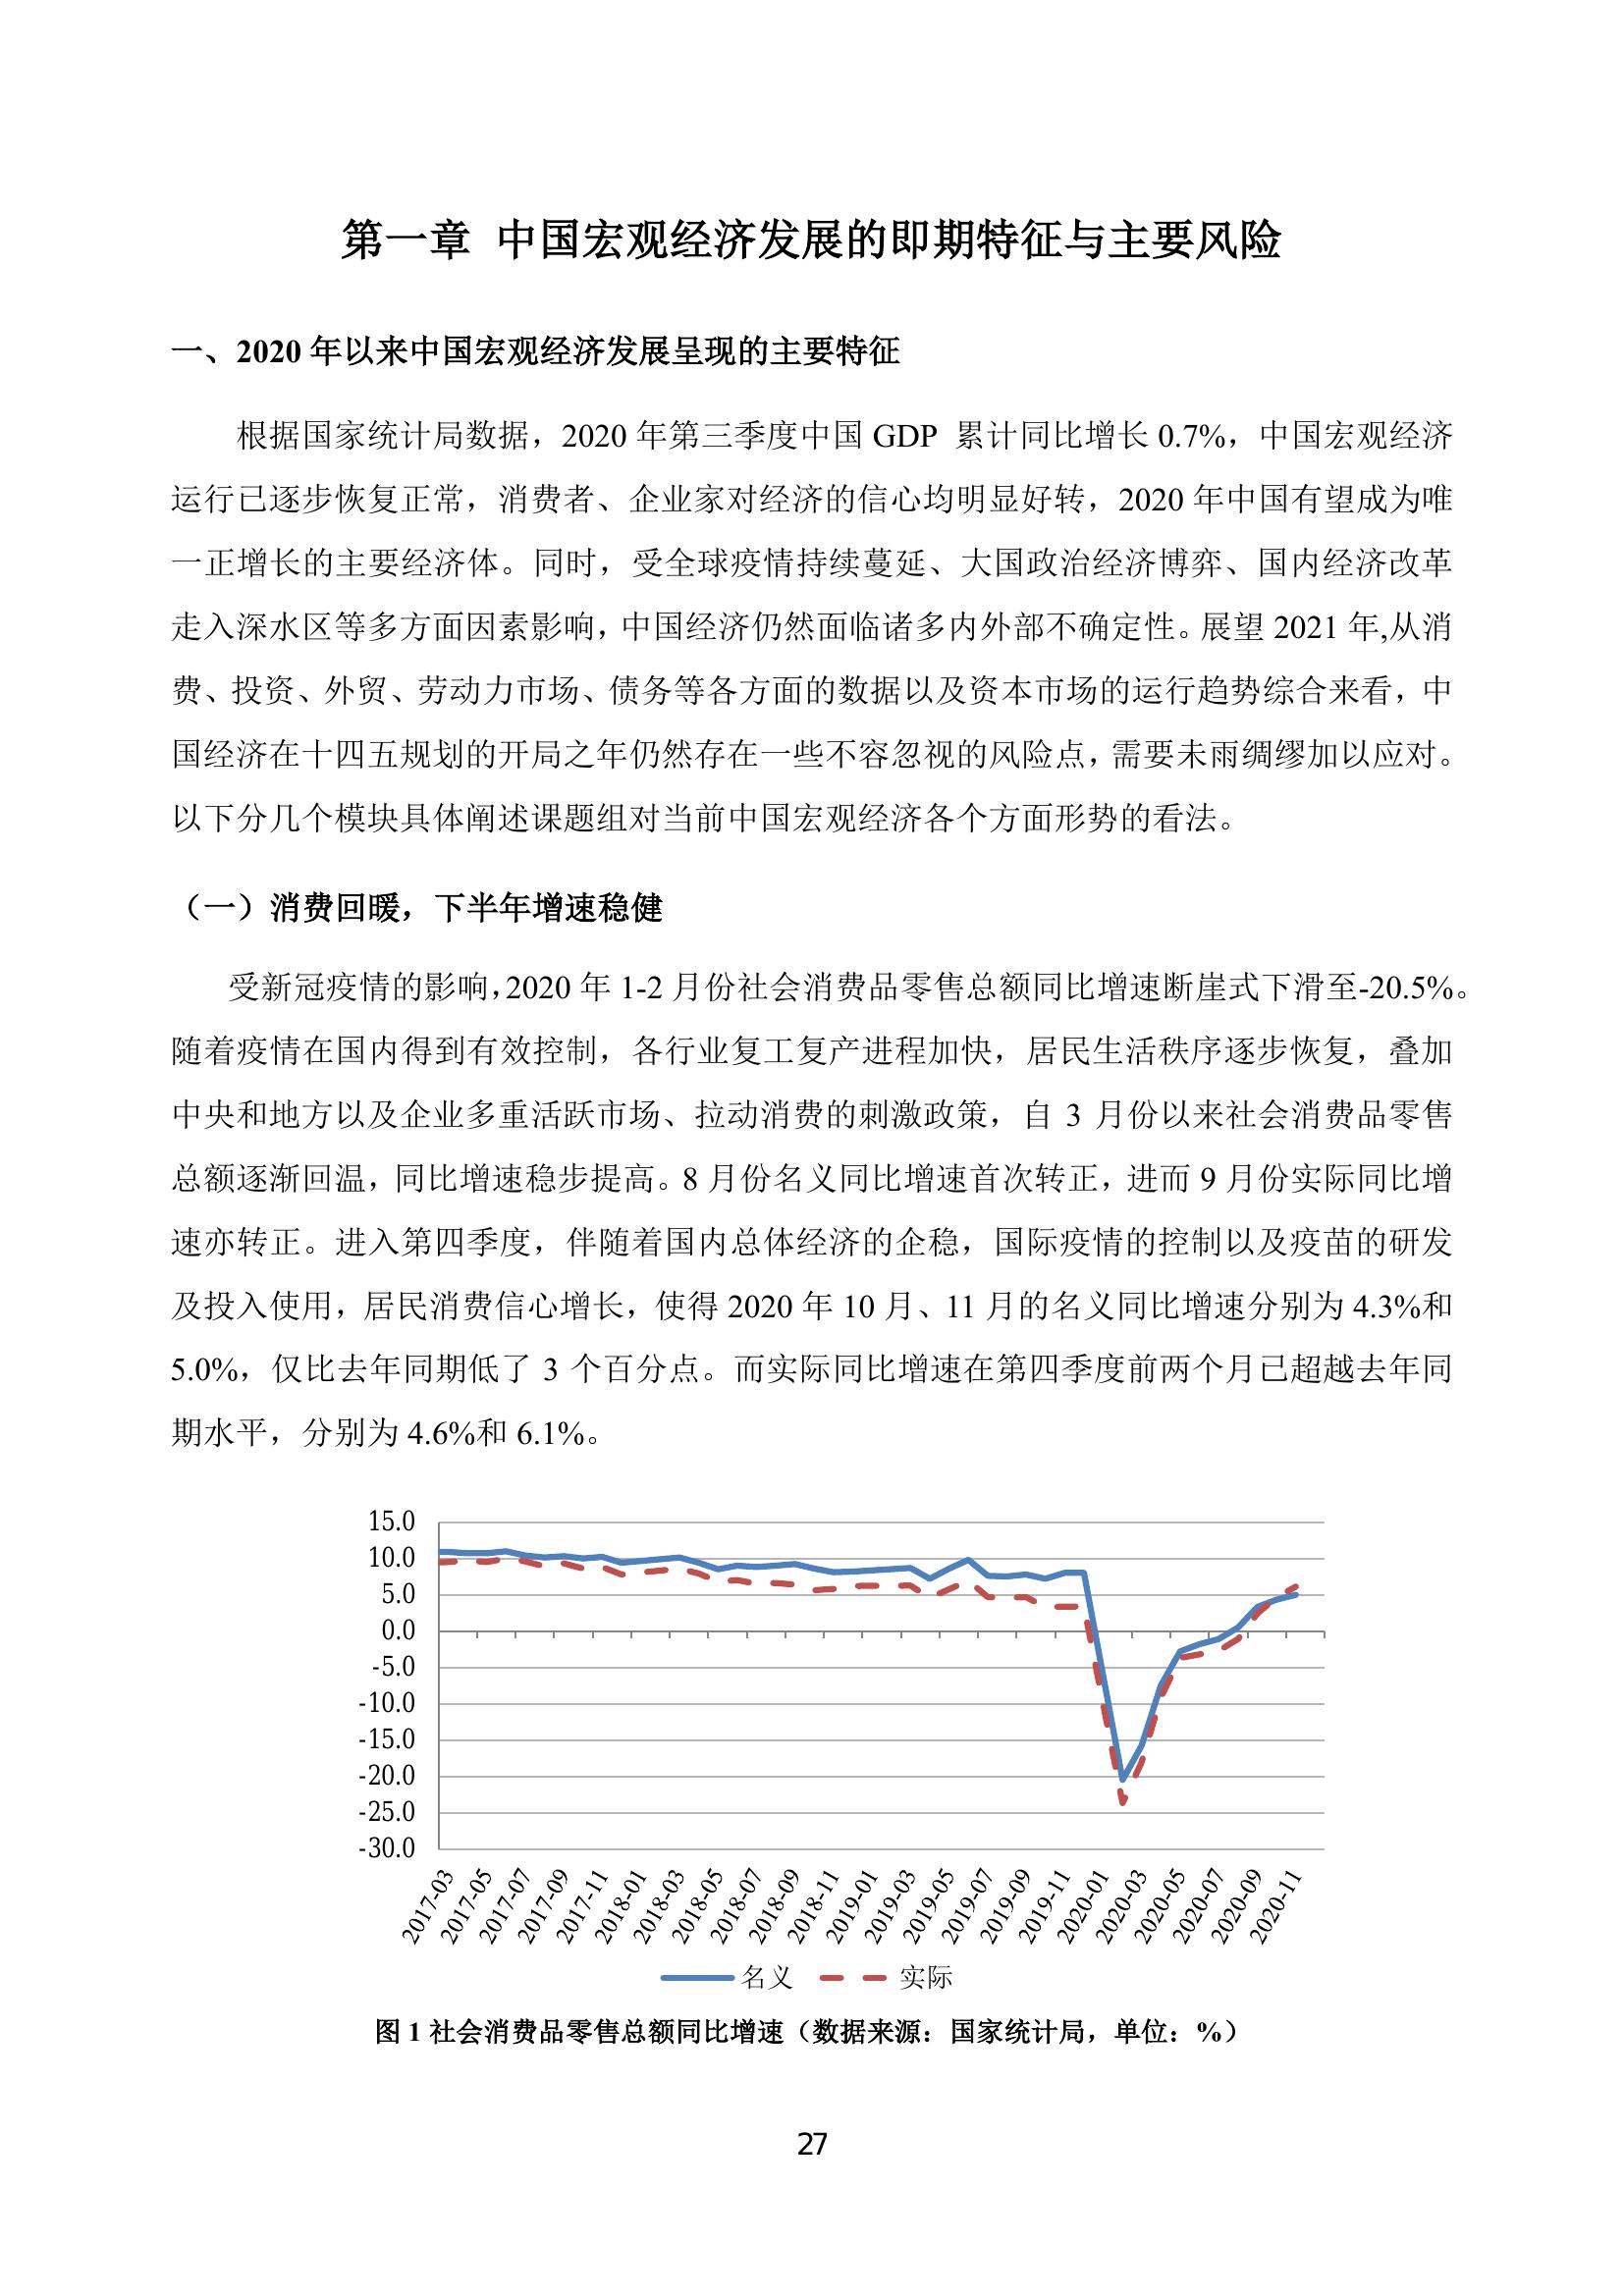 第一章 中国宏观经济发展的即期特征与主要风险
一、2020 年以来中国宏观经济发展呈现的主要特征
根据国家统计局数据，2020 年第三季度中国 GDP 累计同比增长 0.7%，中国宏观经济
运行已逐步恢复正常，消费者、企业家对经济的信心均明显好转，2020 年中国有望成为唯
一正增长的主要经济体。同时，受全球疫情持续蔓延、大国政治经济博弈、国内经济改革
走入深水区等多方面因素影响，中国经济仍然面临诸多内外部不确定性。展望 2021 年,从消
费、投资、外贸、劳动力市场、债务等各方面的数据以及资本市场的运行趋势综合来看，中
国经济在十四五规划的开局之年仍然存在一些不容忽视的风险点，需要未雨绸缪加以应对。
以下分几个模块具体阐述课题组对当前中国宏观经济各个方面形势的看法。
（一）消费回暖，下半年增速稳健
受新冠疫情的影响，2020 年 1-2 月份社会消费品零售总额同比增速断崖式下滑至-20.5%。
随着疫情在国内得到有效控制，各行业复工复产进程加快，居民生活秩序逐步恢复，叠加
中央和地方以及企业多重活跃市场、拉动消费的刺激政策，自 3 月份以来社会消费品零售
总额逐渐回温，同比增速稳步提高。8 月份名义同比增速首次转正，进而 9 月份实际同比增
速亦转正。进入第四季度，伴随着国内总体经济的企稳，国际疫情的控制以及疫苗的研发
及投入使用，居民消费信心增长，使得 2020 年 10 月、11 月的名义同比增速分别为 4.3%和
5.0%，仅比去年同期低了 3 个百分点。而实际同比增速在第四季度前两个月已超越去年同
期水平，分别为 4.6%和 6.1%。
15.0
10.0
5.0
0.0
-5.0
-10.0
-15.0
-20.0
-25.0
-30.0
2017-03 2017-05 2017-07 2017-09 2017-11 2018-01 2018-03 2018-05 2018-07 2018-09 2018-11 2019-01 2019-03 2019-05 2019-07 2019-09 2019-11 2020-01 2020-03 2020-05 2020-07 2020-09 2020-11
名义 实际
图 1 社会消费品零售总额同比增速（数据来源：国家统计局，单位：%）
27